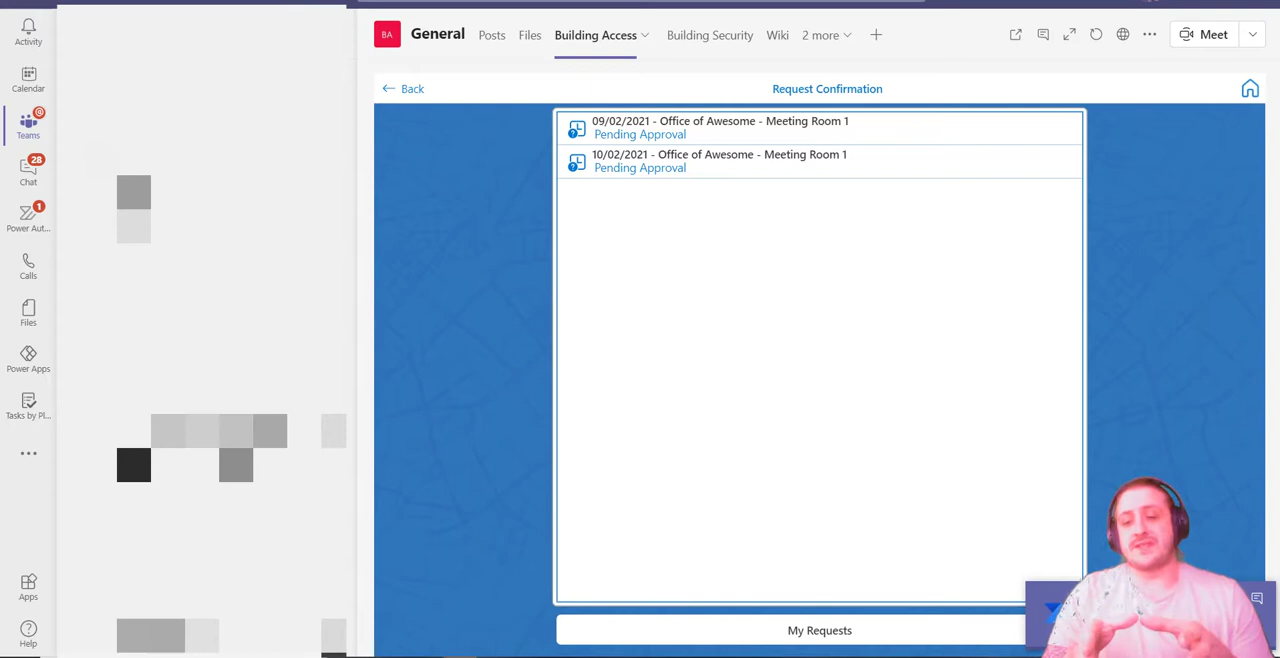 BA General Posts Files Building Access Building Security Wiki 2 more Meet
Activity
Calendar
@
Teams
28
Chat
1
Power Aut...
Calls
Files
Power Apps
Tasks by Pl...
Apps
Help
Back Request Confirmation
09/02/2021 - Office of Awesome - Meeting Room 1
Pending Approval
10/02/2021 - Office of Awesome - Meeting Room 1
Pending Approval
My Requests